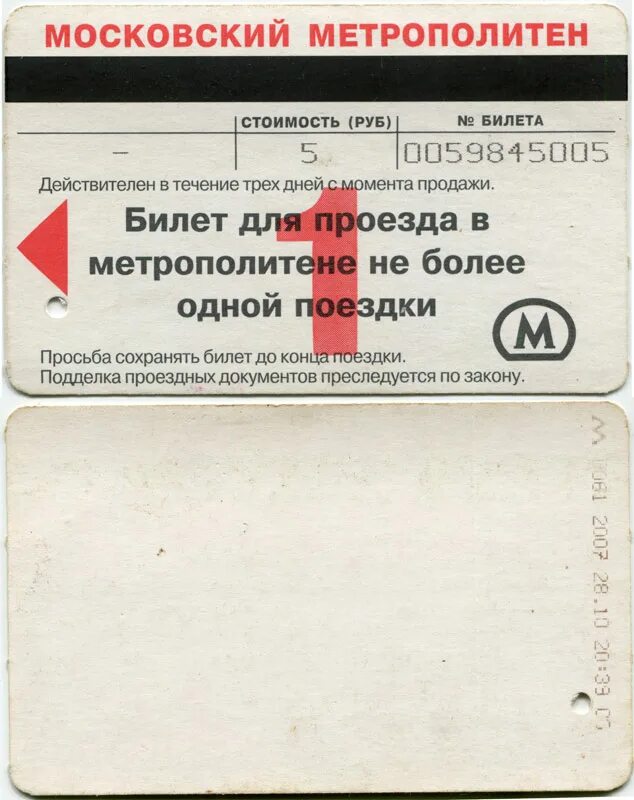 МОСКОВСКИЙ МЕТРОПОЛИТЕН
СТОИМОСТЬ (РУБ) № БИЛЕТА
– 5 0059845005
Действителен в течение трех дней с момента продажи.
1
Билет для проезда в
метрополитене не более
одной поездки
М
Просьба сохранять билет до конца поездки.
Подделка проездных документов преследуется по закону.
2007 28.10 20:39